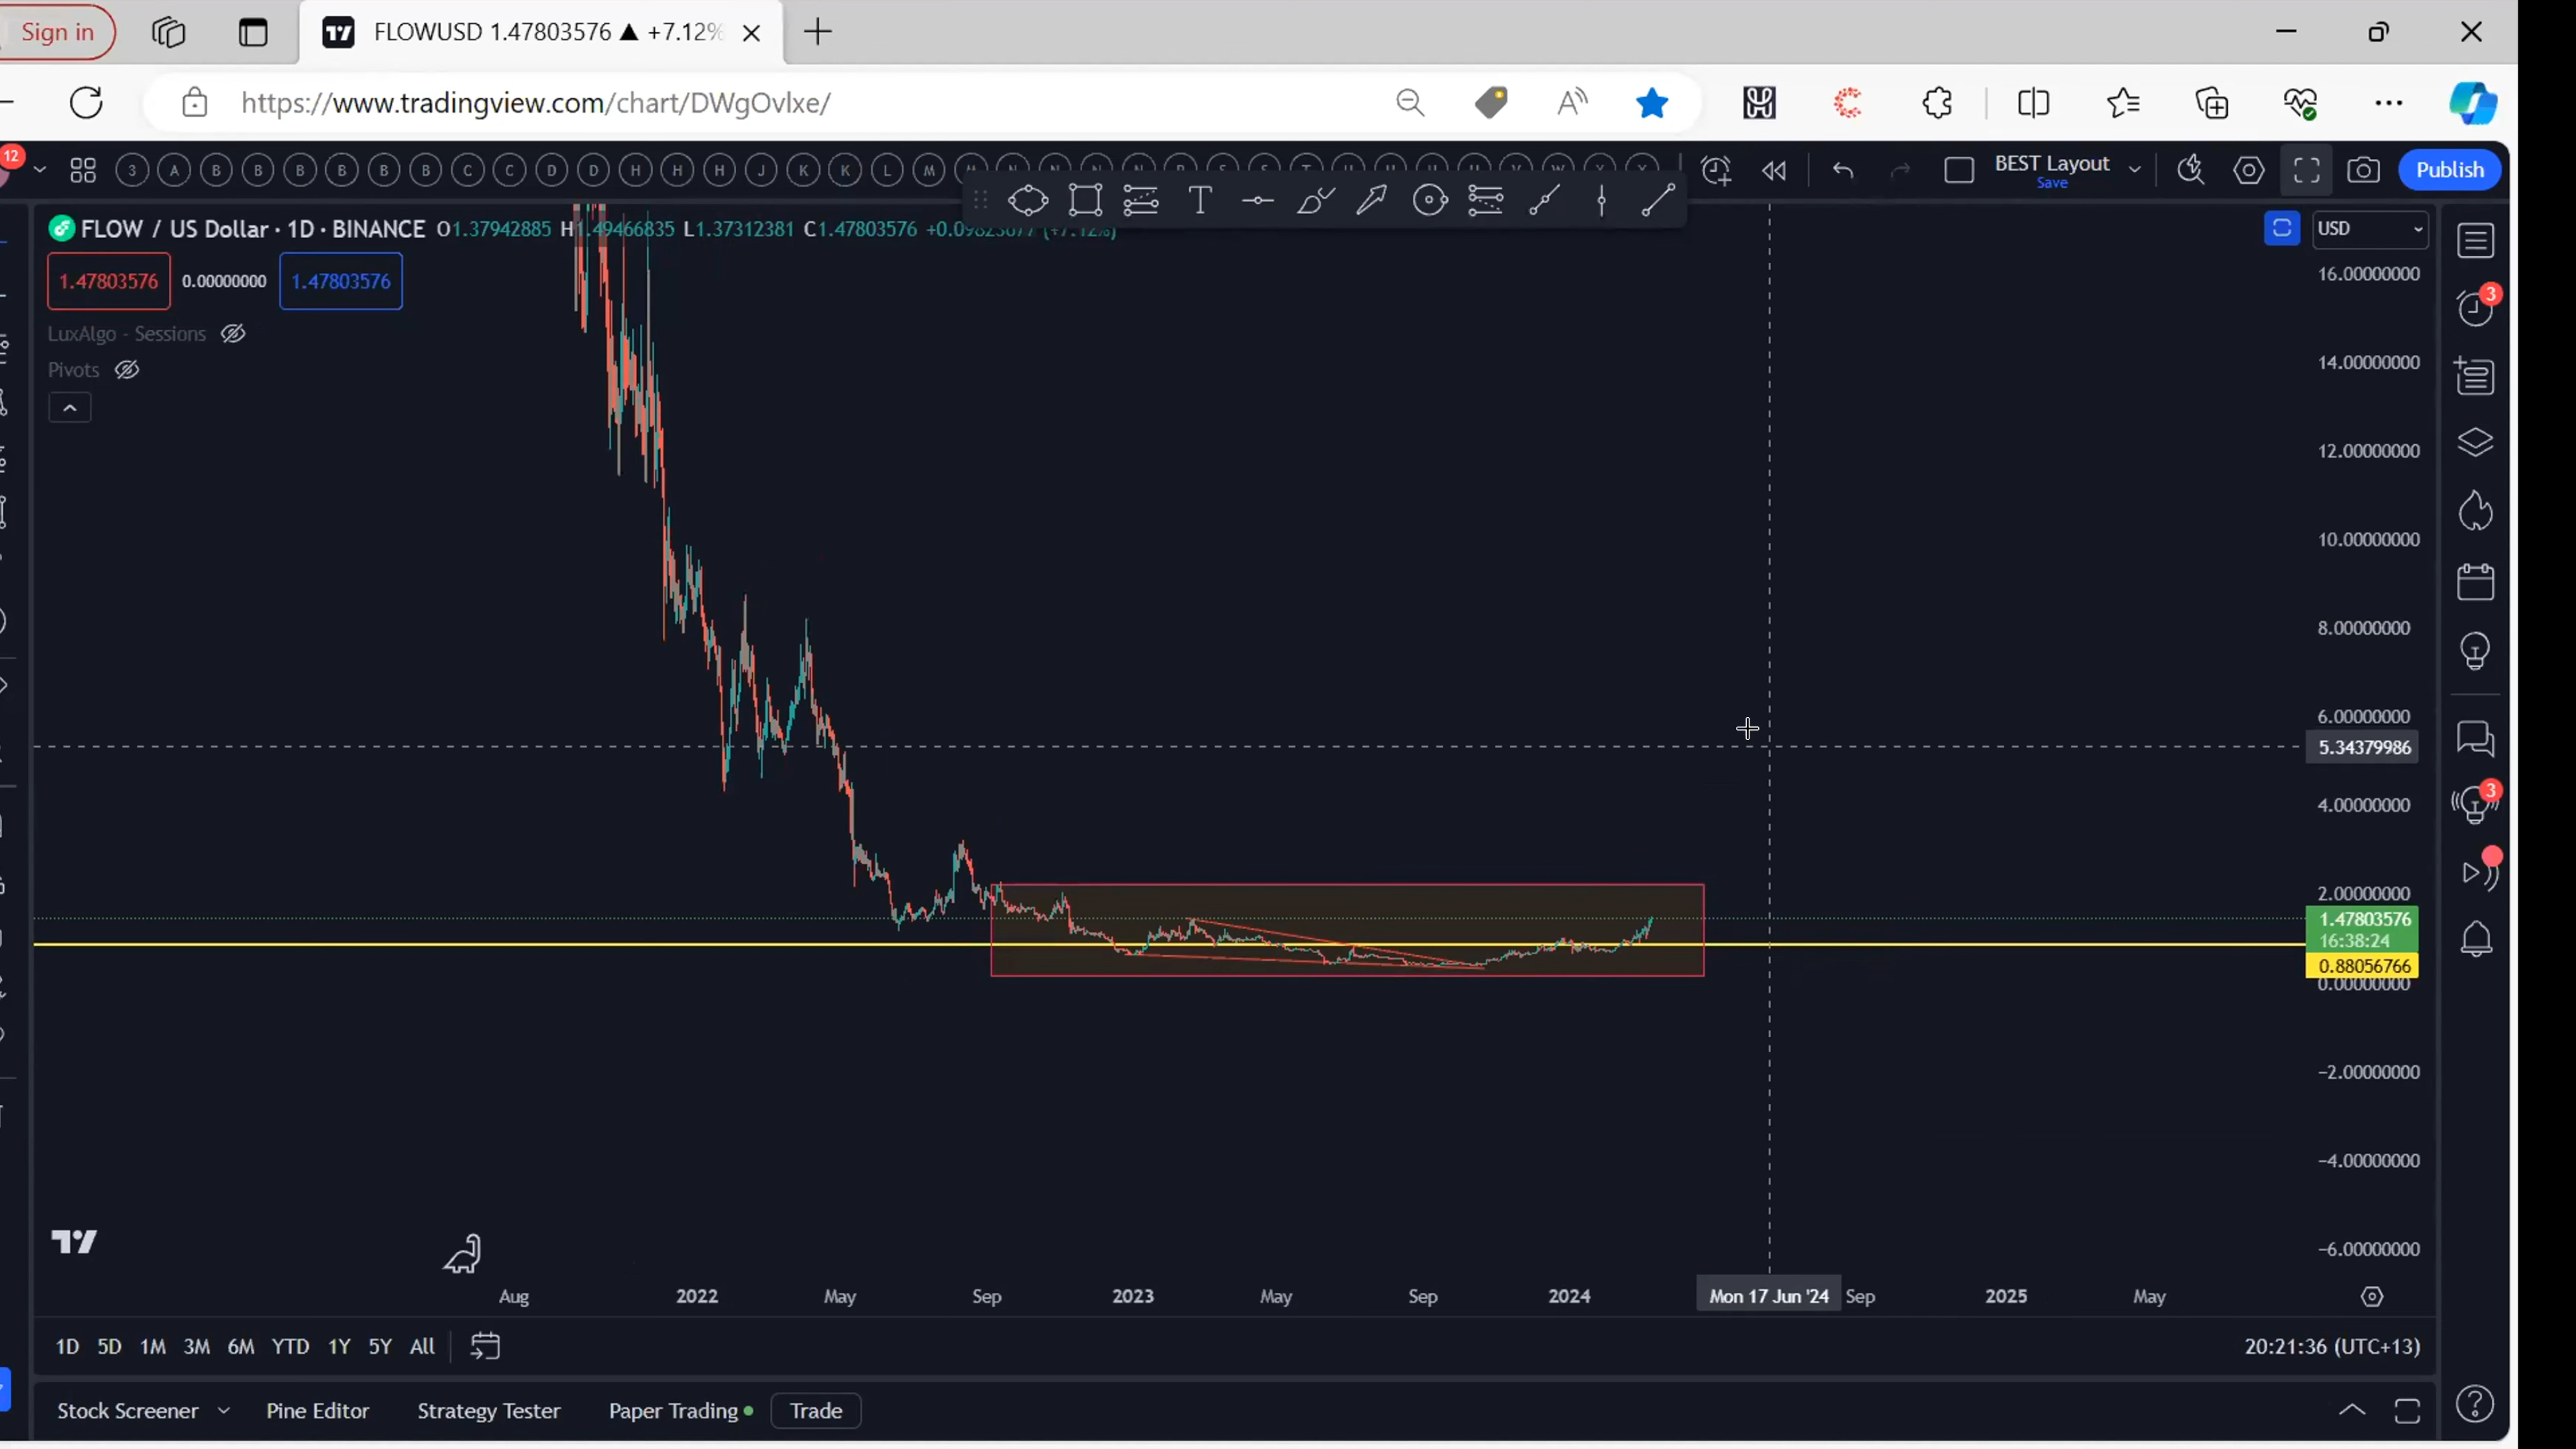 Sign in
FLOWUSD 1.47803576 ▲ +7.12%
https://www.tradingview.com/chart/DWgOvlxe/
12
3 A B B B B B B C C D D H H H J K K L M
BEST Layout
Save
Publish
FLOW / US Dollar · 1D · BINANCE O1.37942885 H1.49466835 L1.37312381 C1.47803576
USD
1.47803576 0.00000000 1.47803576
LuxAlgo - Sessions
Pivots
16.00000000
14.00000000
12.00000000
10.00000000
8.00000000
6.00000000
5.34379986
4.00000000
2.00000000
1.47803576
16:38:24
0.88056766
0.00000000
−2.00000000
−4.00000000
−6.00000000
3
3
Aug 2022 May Sep 2023 May Sep 2024 Mon 17 Jun '24 Sep 2025 May
1D 5D 1M 3M 6M YTD 1Y 5Y All
20:21:36 (UTC+13)
Stock Screener Pine Editor Strategy Tester Paper Trading Trade